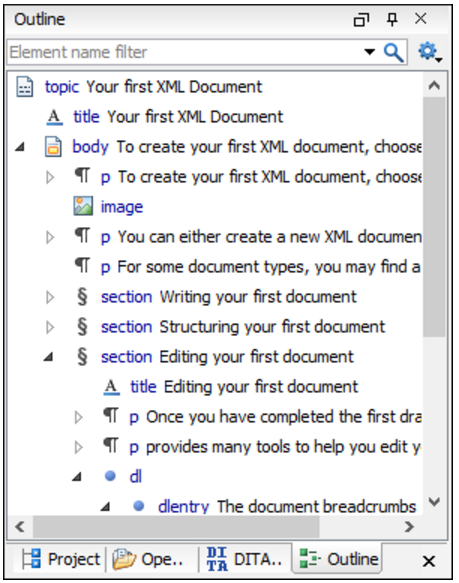 Outline
Element name filter
topic Your first XML Document
A title Your first XML Document
body To create your first XML document, choose
¶ p To create your first XML document, choose
image
¶ p You can either create a new XML documen
¶ p For some document types, you may find a
§ section Writing your first document
§ section Structuring your first document
§ section Editing your first document
A title Editing your first document
¶ p Once you have completed the first dra
¶ p provides many tools to help you edit y
dl
dlentry The document breadcrumbs
Project Ope.. DITA DITA.. Outline